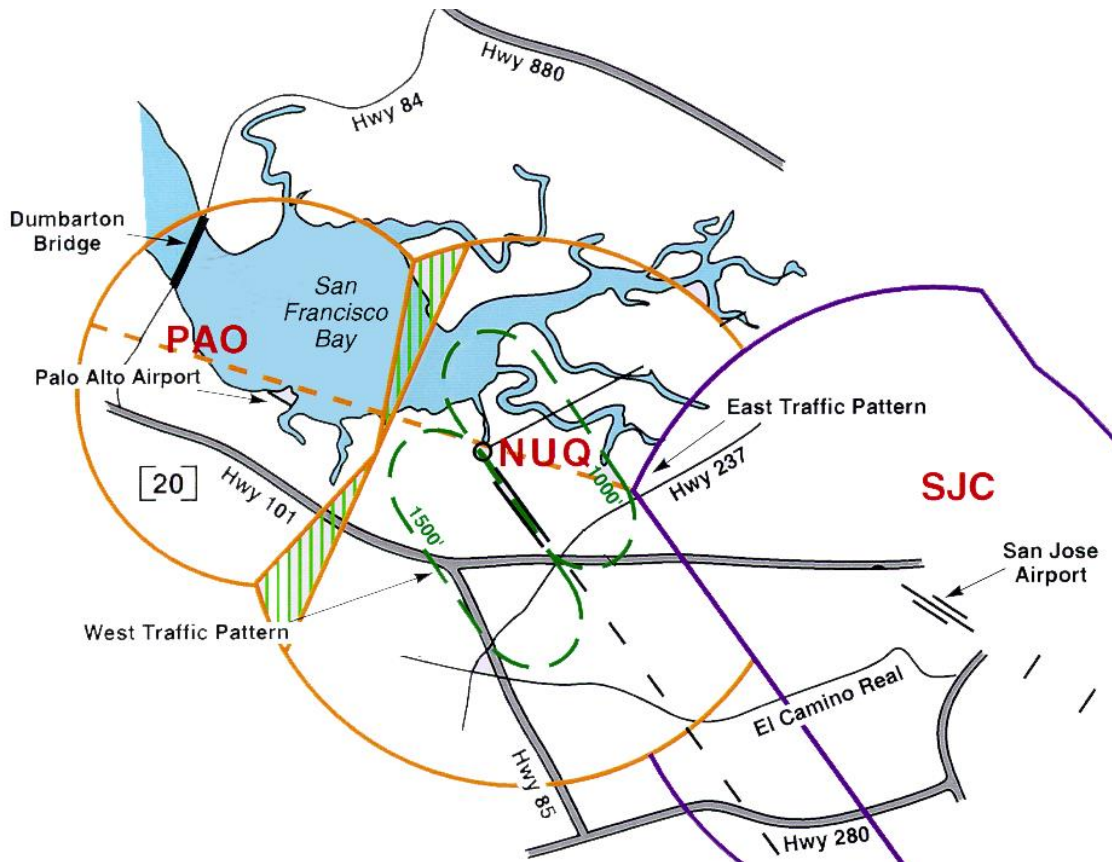 Hwy 880
Hwy 84
Dumbarton
Bridge
San
Francisco
Bay
PAO
Palo Alto Airport
East Traffic Pattern
NUQ
1000'
Hwy 237
SJC
[20]
Hwy 101
1500'
San Jose
Airport
West Traffic Pattern
El Camino Real
Hwy 85
Hwy 280